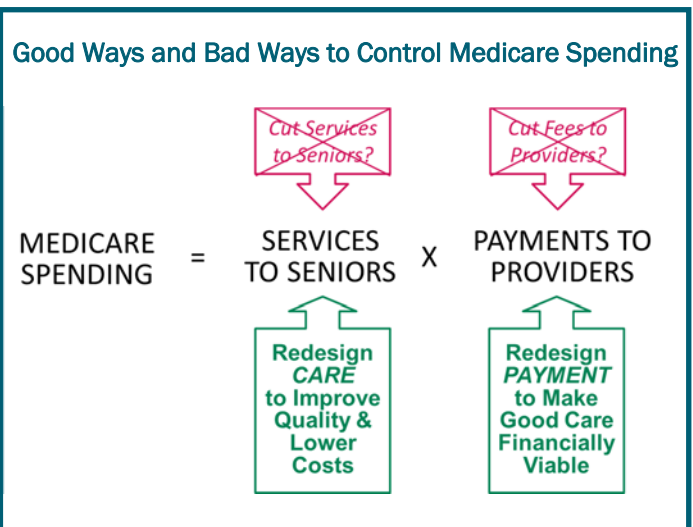 Good Ways and Bad Ways to Control Medicare Spending
Cut Services
to Seniors?
Cut Fees to
Providers?
MEDICARE
SPENDING
=
SERVICES
TO SENIORS
X
PAYMENTS TO
PROVIDERS
Redesign
CARE
to Improve
Quality &
Lower
Costs
Redesign
PAYMENT
to Make
Good Care
Financially
Viable